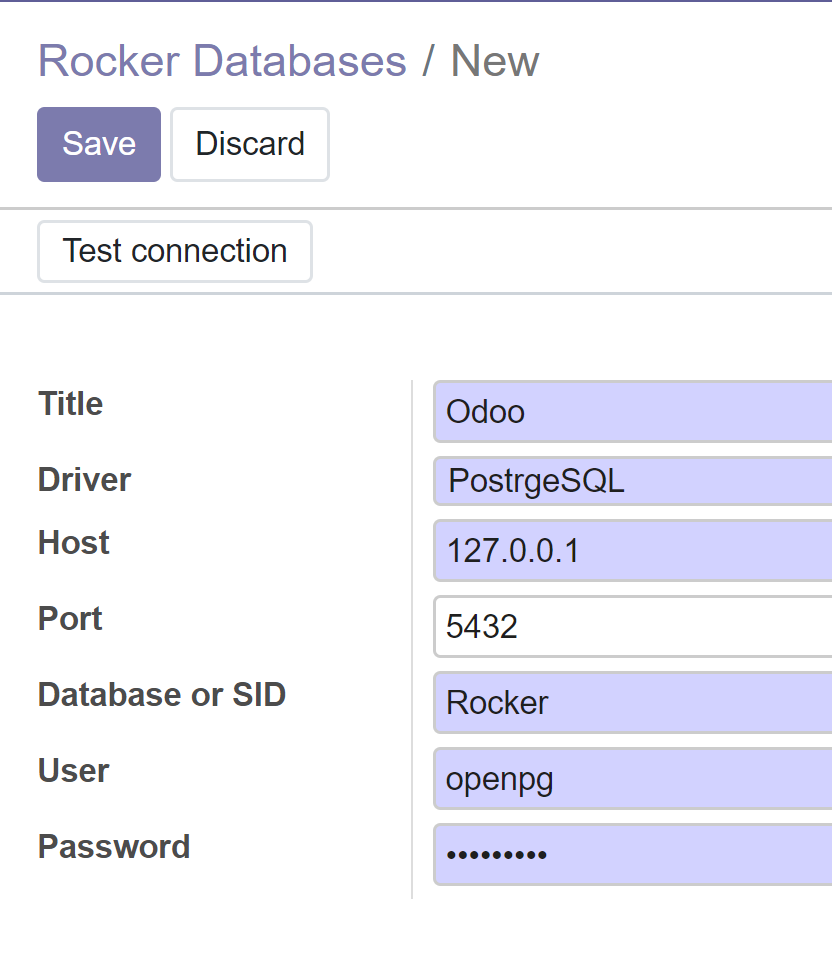 Rocker Databases / New
Save Discard
Test connection
Title Odoo
Driver PostrgeSQL
Host 127.0.0.1
Port 5432
Database or SID Rocker
User openpg
Password •••••••••